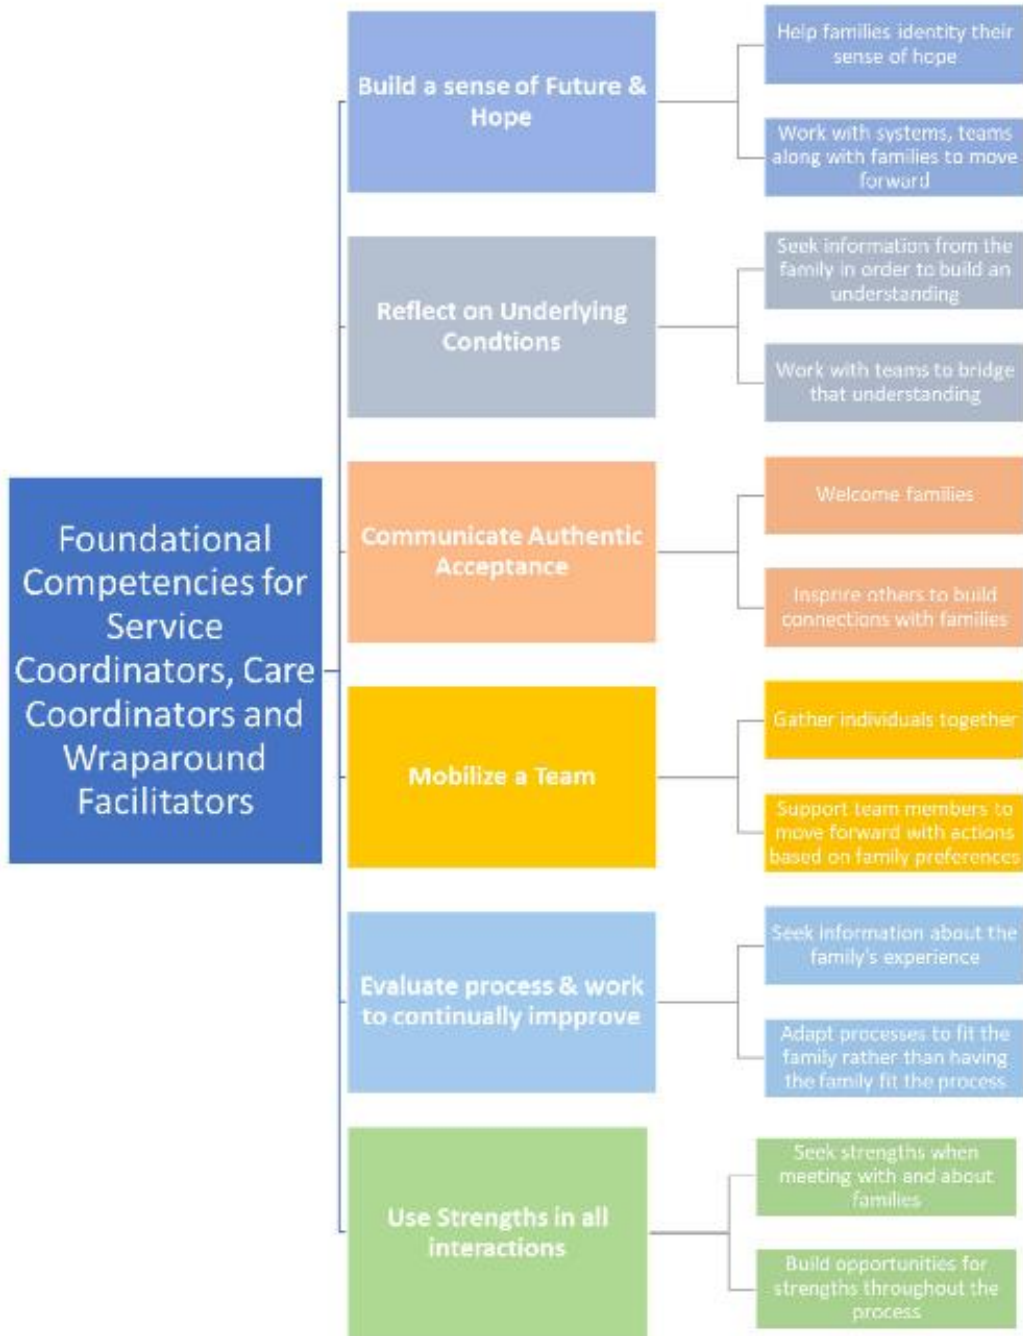 Foundational
Competencies for
Service
Coordinators, Care
Coordinators and
Wraparound
Facilitators
Build a sense of Future &
Hope
Help families identity their
sense of hope
Work with systems, teams
along with families to move
forward
Reflect on Underlying
Condtions
Seek information from the
family in order to build an
understanding
Work with teams to bridge
that understanding
Communicate Authentic
Acceptance
Welcome families
Insprire others to build
connections with families
Mobilize a Team
Gather individuals together
Support team members to
move forward with actions
based on family preferences
Evaluate process & work
to continually impprove
Seek information about the
family's experience
Adapt processes to fit the
family rather than having
the family fit the process
Use Strengths in all
interactions
Seek strengths when
meeting with and about
families
Build opportunities for
strengths throughout the
process